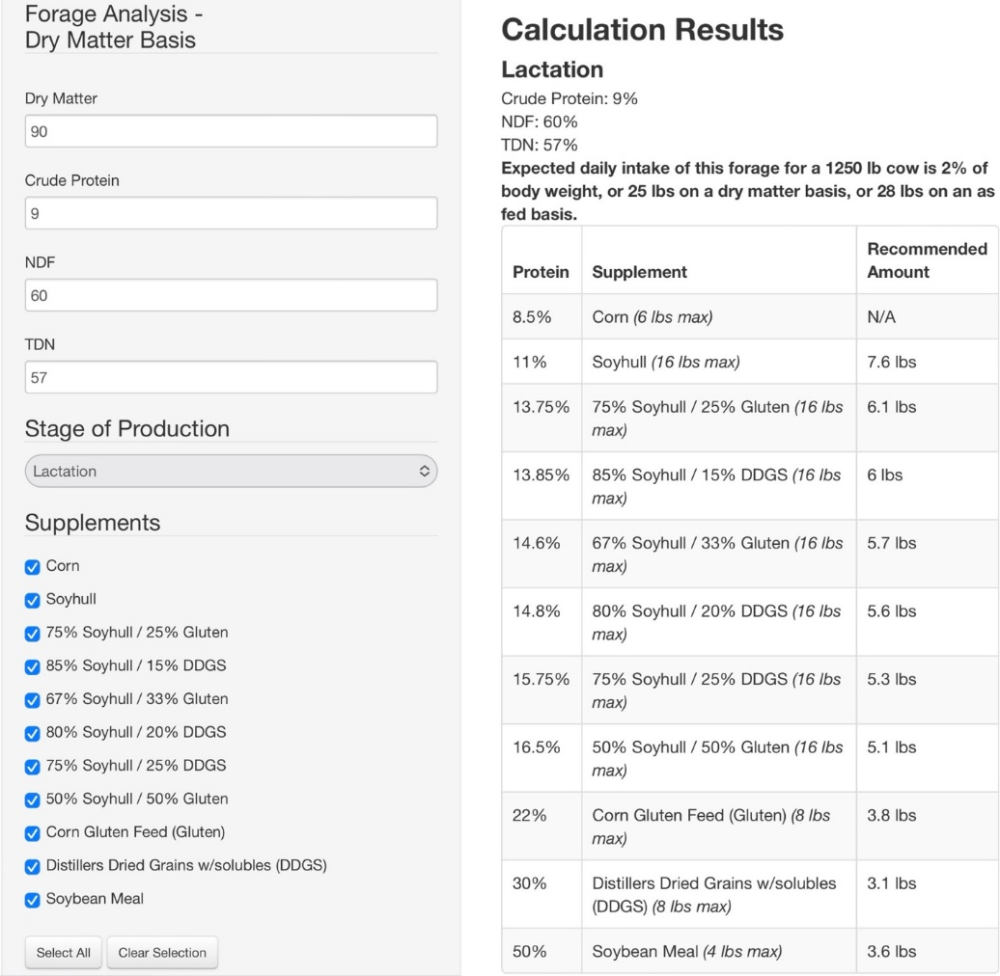 Forage Analysis -
Dry Matter Basis
Dry Matter
90
Crude Protein
9
NDF
60
TDN
57
Stage of Production
Lactation
Supplements
Corn
Soyhull
75% Soyhull / 25% Gluten
85% Soyhull / 15% DDGS
67% Soyhull / 33% Gluten
80% Soyhull / 20% DDGS
75% Soyhull / 25% DDGS
50% Soyhull / 50% Gluten
Corn Gluten Feed (Gluten)
Distillers Dried Grains w/solubles (DDGS)
Soybean Meal
Select All Clear Selection
Calculation Results
Lactation
Crude Protein: 9%
NDF: 60%
TDN: 57%
Expected daily intake of this forage for a 1250 lb cow is 2% of
body weight, or 25 lbs on a dry matter basis, or 28 lbs on an as
fed basis.
Protein Supplement Recommended
Amount
8.5% Corn (6 lbs max) N/A
11% Soyhull (16 lbs max) 7.6 lbs
13.75% 75% Soyhull / 25% Gluten (16 lbs 6.1 lbs
max)
13.85% 85% Soyhull / 15% DDGS (16 lbs 6 lbs
max)
14.6% 67% Soyhull / 33% Gluten (16 lbs 5.7 lbs
max)
14.8% 80% Soyhull / 20% DDGS (16 lbs 5.6 lbs
max)
15.75% 75% Soyhull / 25% DDGS (16 lbs 5.3 lbs
max)
16.5% 50% Soyhull / 50% Gluten (16 lbs 5.1 lbs
max)
22% Corn Gluten Feed (Gluten) (8 lbs 3.8 lbs
max)
30% Distillers Dried Grains w/solubles 3.1 lbs
(DDGS) (8 lbs max)
50% Soybean Meal (4 lbs max) 3.6 lbs